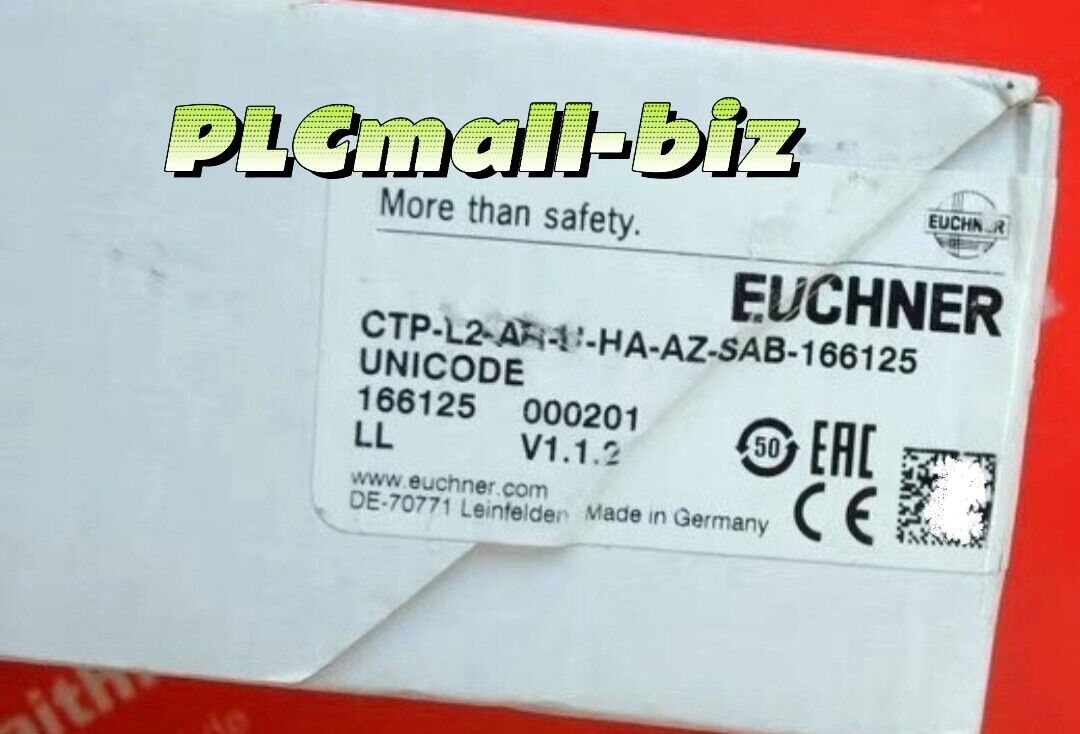 PLCmall-biz
More than safety.
EUCHNER
EUCHNER
CTP-L2-AR-U-HA-AZ-SAB-166125
UNICODE
166125 000201
LL V1.1.2
50 EAC
www.euchner.com
DE-70771 Leinfelden Made in Germany CE